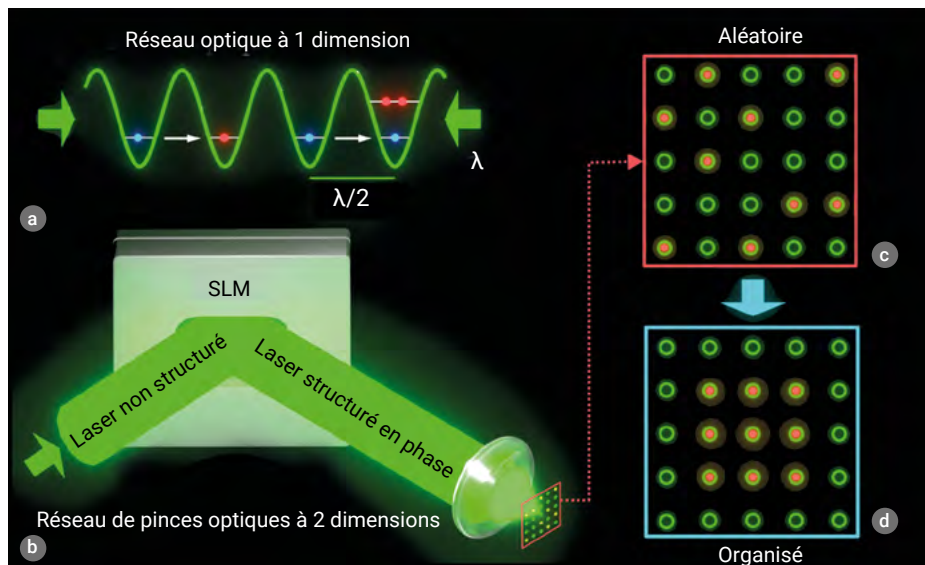 Réseau optique à 1 dimension
λ
λ/2
a
SLM
Laser non structuré
Laser structuré en phase
Réseau de pinces optiques à 2 dimensions
b
Aléatoire
c
d
Organisé